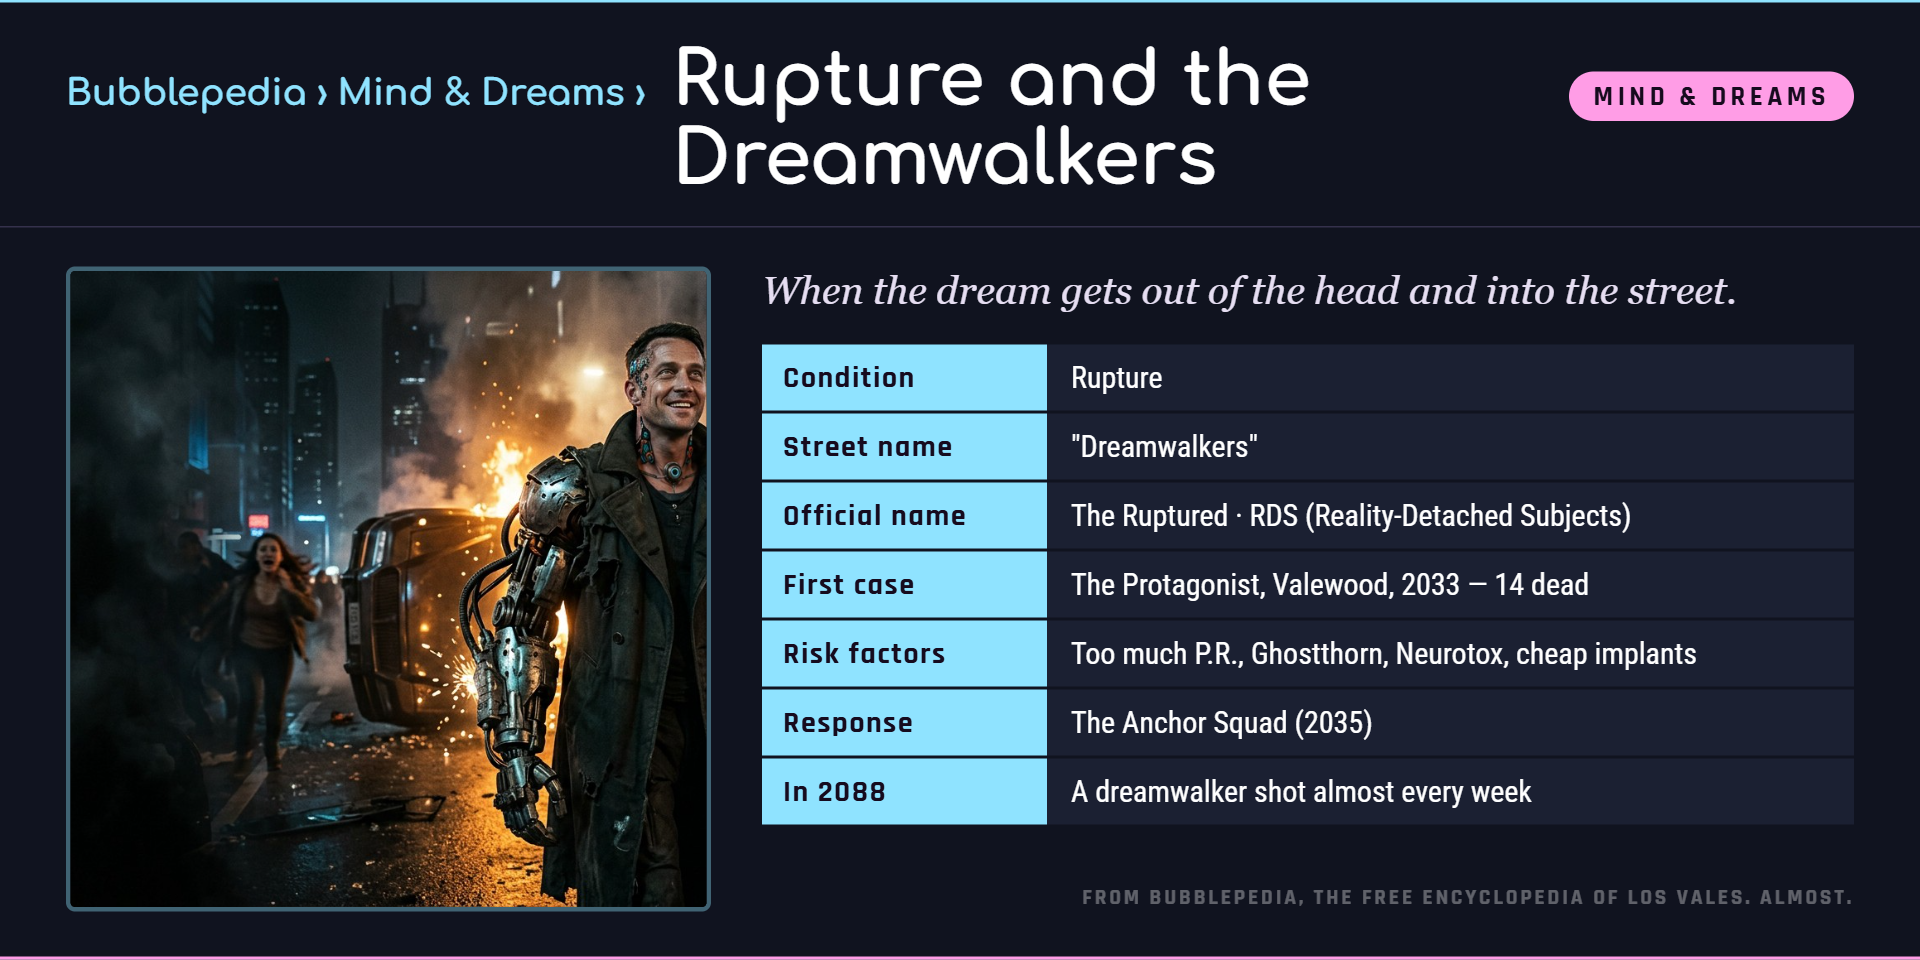 Bubblepedia › Mind & Dreams ›
Rupture and the
Dreamwalkers
MIND & DREAMS
When the dream gets out of the head and into the street.
Condition Rupture
Street name "Dreamwalkers"
Official name The Ruptured · RDS (Reality-Detached Subjects)
First case The Protagonist, Valewood, 2033 — 14 dead
Risk factors Too much P.R., Ghostthorn, Neurotox, cheap implants
Response The Anchor Squad (2035)
In 2088 A dreamwalker shot almost every week
FROM BUBBLEPEDIA, THE FREE ENCYCLOPEDIA OF LOS VALES. ALMOST.